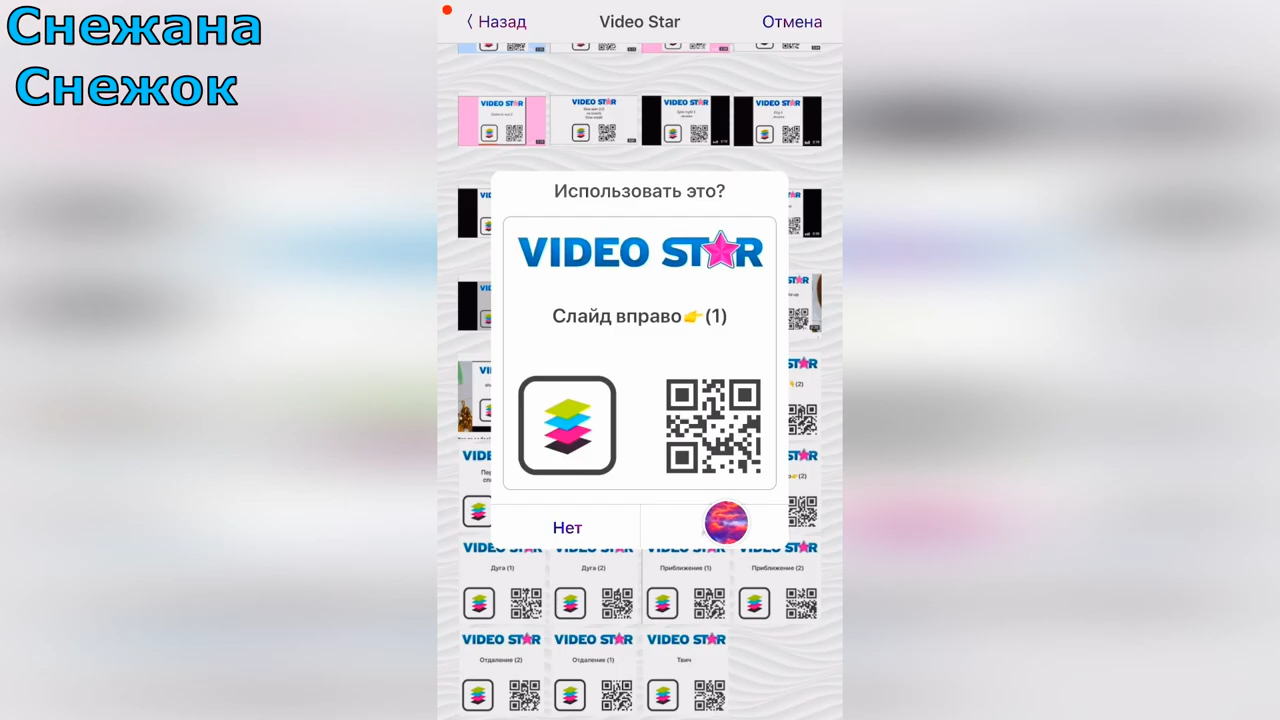 Снежана
Снежок
Назад
Video Star
Отмена
VIDEO STAR
VIDEO STAR
VIDEO STAR
VIDEO STAR
Использовать это?
VIDEO STAR
Слайд вправо👉(1)
Нет
Дуга (1)
Дуга (2)
Приближение (1)
Приближение (2)
VIDEO STAR
VIDEO STAR
VIDEO STAR
Отдаление (2)
Отдаление (1)
Твич